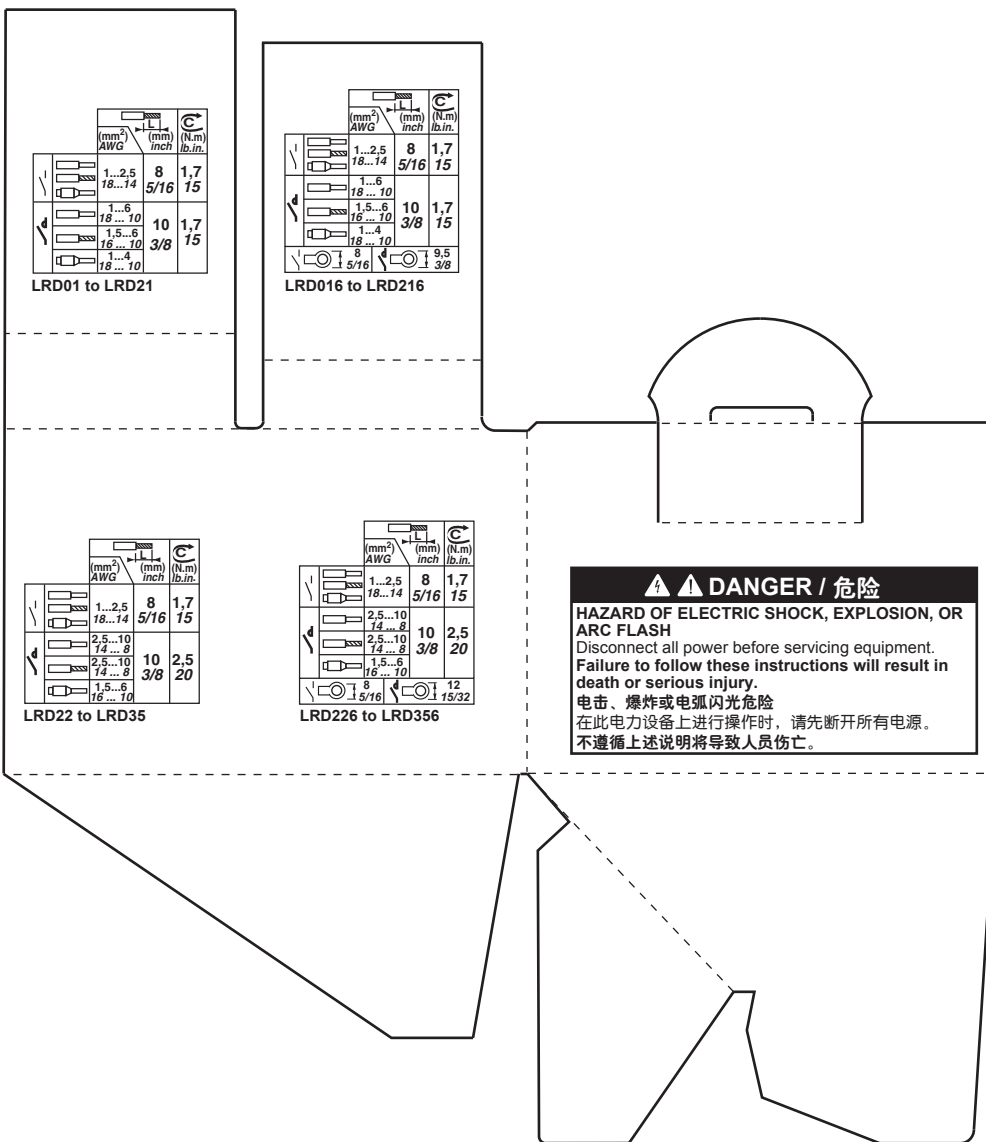 L
(mm²) (mm) (N.m)
AWG inch lb.in.
1...2,5 8 1,7
18...14 5/16 15
1...6
18 ... 10
1,5...6 10 1,7
16 ... 10 3/8 15
1...4
18 ... 10
LRD01 to LRD21
L
(mm²) (mm) (N.m)
AWG inch lb.in.
1...2,5 8 1,7
18...14 5/16 15
1...6
18 ... 10
1,5...6 10 1,7
16 ... 10 3/8 15
1...4
18 ... 10
8 9,5
5/16 3/8
LRD016 to LRD216
L
(mm²) (mm) (N.m)
AWG inch lb.in.
1...2,5 8 1,7
18...14 5/16 15
2,5...10
14 ... 8
2,5...10 10 2,5
14 ... 8 3/8 20
1,5...6
16 ... 10
LRD22 to LRD35
L
(mm²) (mm) (N.m)
AWG inch lb.in.
1...2,5 8 1,7
18...14 5/16 15
2,5...10
14 ... 8
2,5...10 10 2,5
14 ... 8 3/8 20
1,5...6
16 ... 10
8 12
5/16 15/32
LRD226 to LRD356
DANGER / 危险
HAZARD OF ELECTRIC SHOCK, EXPLOSION, OR
ARC FLASH
Disconnect all power before servicing equipment.
Failure to follow these instructions will result in
death or serious injury.
电击、爆炸或电弧闪光危险
在此电力设备上进行操作时，请先断开所有电源。
不遵循上述说明将导致人员伤亡。